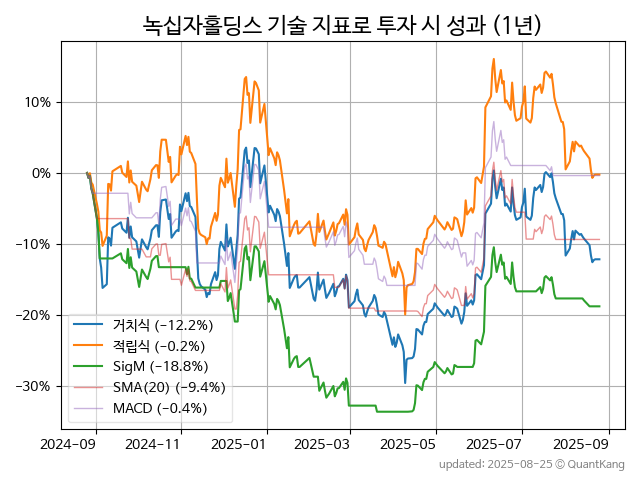 녹십자홀딩스 기술 지표로 투자 시 성과 (1년)
10%
0%
−10%
−20%
−30%
거치식 (−12.2%)
적립식 (−0.2%)
SigM (−18.8%)
SMA(20) (−9.4%)
MACD (−0.4%)
2024-09 2024-11 2025-01 2025-03 2025-05 2025-07 2025-09
updated: 2025-08-25 ⓒ QuantKang